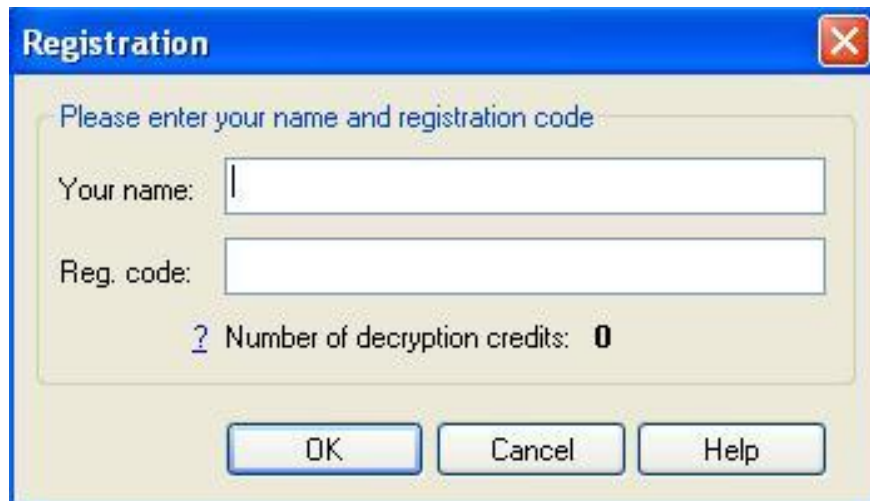 Registration
Please enter your name and registration code
Your name:
Reg. code:
? Number of decryption credits: 0
OK Cancel Help